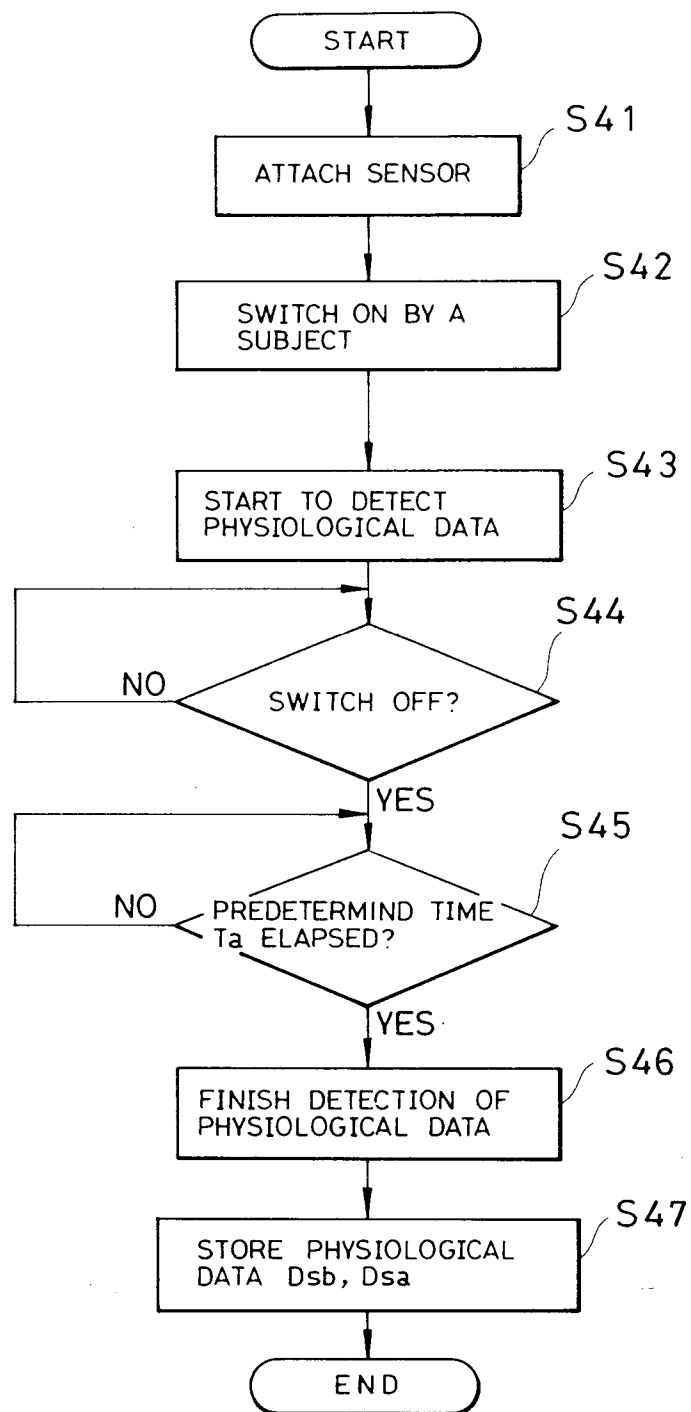 START
S41
ATTACH SENSOR
S42
SWITCH ON BY A
SUBJECT
S43
START TO DETECT
PHYSIOLOGICAL DATA
S44
NO
SWITCH OFF?
YES
S45
NO
PREDETERMIND TIME
Ta ELAPSED?
YES
S46
FINISH DETECTION OF
PHYSIOLOGICAL DATA
S47
STORE PHYSIOLOGICAL
DATA Dsb, Dsa
END